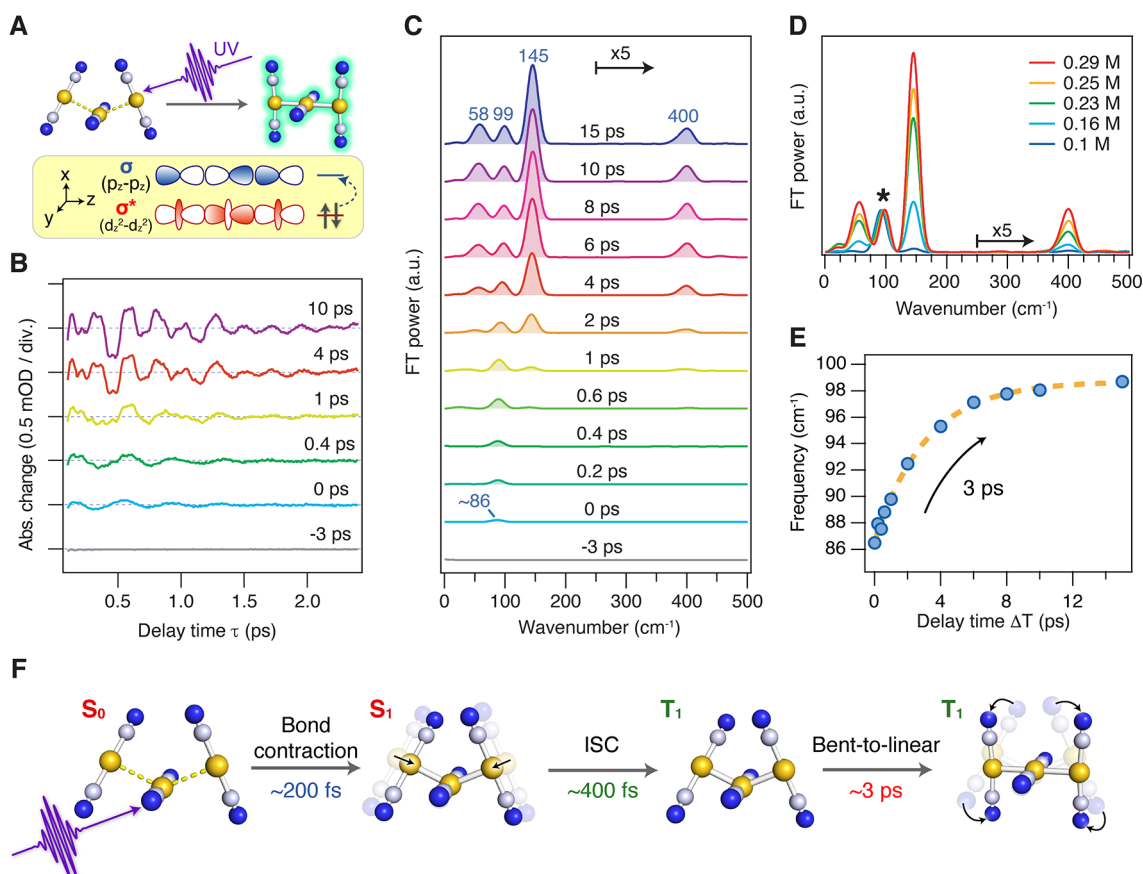 A
UV
σ
(pz-pz)
σ*
(dz²-dz²)
x
y
z
B
Abs. change (0.5 mOD / div.)
10 ps
4 ps
1 ps
0.4 ps
0 ps
-3 ps
0.5
1.0
1.5
2.0
Delay time τ (ps)
C
FT power (a.u.)
145
x5
58
99
400
15 ps
10 ps
8 ps
6 ps
4 ps
2 ps
1 ps
0.6 ps
0.4 ps
0.2 ps
~86
0 ps
-3 ps
0
100
200
300
400
500
Wavenumber (cm⁻¹)
D
FT power (a.u.)
0.29 M
0.25 M
0.23 M
0.16 M
0.1 M
*
x5
0
100
200
300
400
500
Wavenumber (cm⁻¹)
E
Frequency (cm⁻¹)
100
98
96
94
92
90
88
86
3 ps
0
4
8
12
Delay time ΔT (ps)
F
S0
Bond
contraction
~200 fs
S1
ISC
~400 fs
T1
Bent-to-linear
~3 ps
T1